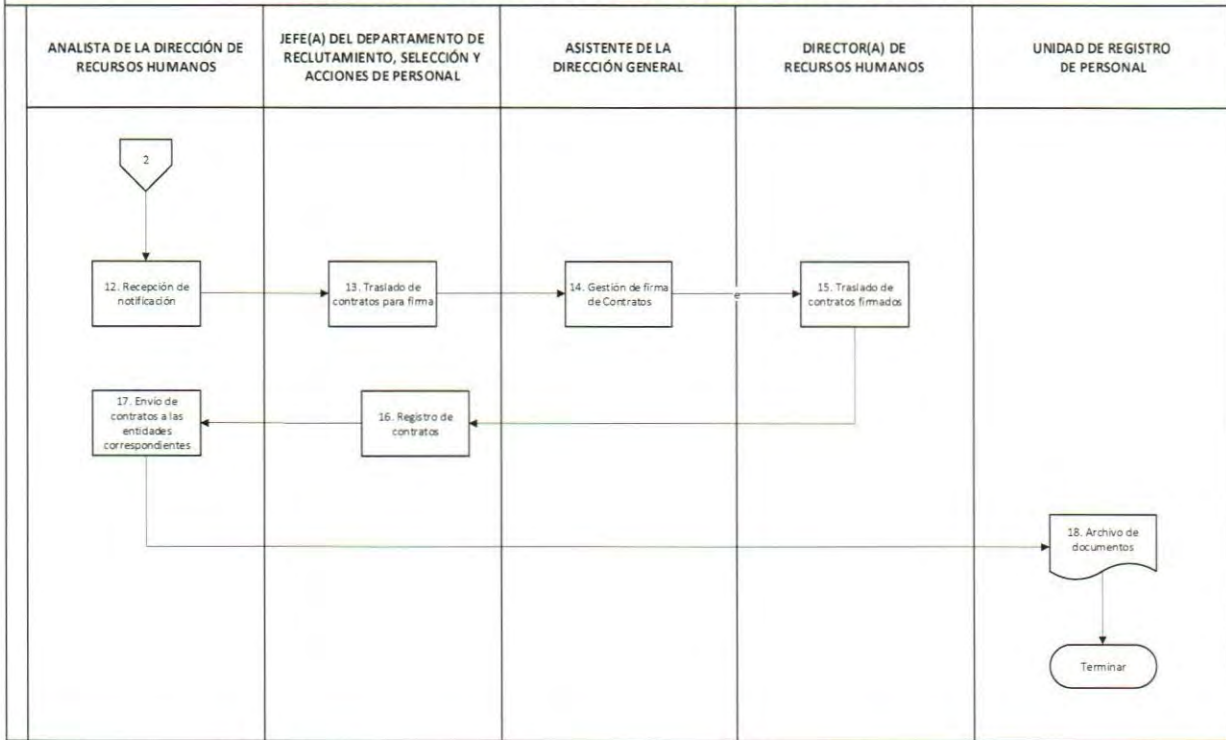 ANALISTA DE LA DIRECCIÓN DE
RECURSOS HUMANOS
JEFE(A) DEL DEPARTAMENTO DE
RECLUTAMIENTO, SELECCIÓN Y
ACCIONES DE PERSONAL
ASISTENTE DE LA
DIRECCIÓN GENERAL
DIRECTOR(A) DE
RECURSOS HUMANOS
UNIDAD DE REGISTRO
DE PERSONAL
2
12. Recepción de
notificación
13. Traslado de
contratos para firma
14. Gestión de firma
de Contratos
e
15. Traslado de
contratos firmados
17. Envío de
contratos a las
entidades
correspondientes
16. Registro de
contratos
18. Archivo de
documentos
Terminar